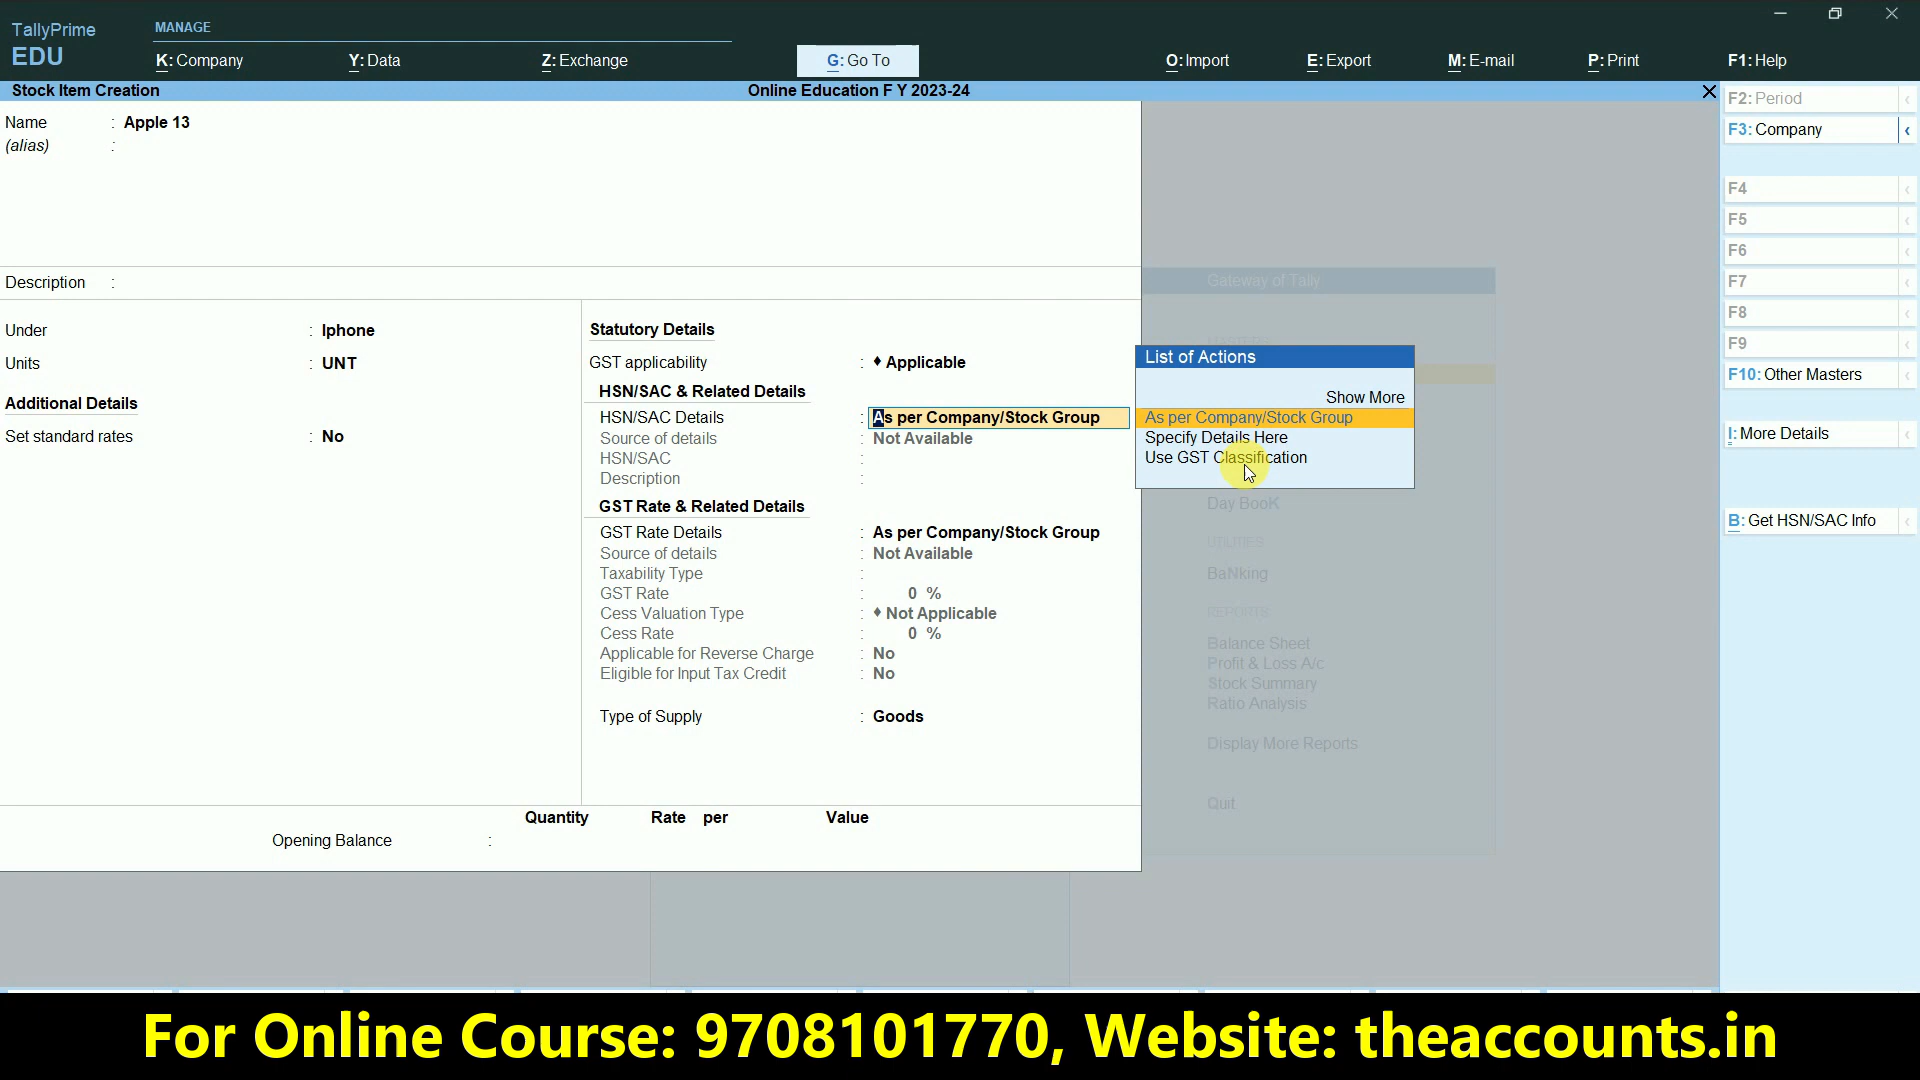 TallyPrime
EDU
MANAGE
K: Company
Y: Data
Z: Exchange
G: Go To
O: Import
E: Export
M: E-mail
P: Print
F1: Help
Stock Item Creation
Online Education F Y 2023-24
Name : Apple 13
(alias) :
Description :
Under : Iphone
Units : UNT
Additional Details
Set standard rates : No
Statutory Details
GST applicability : ♦ Applicable
HSN/SAC & Related Details
HSN/SAC Details : As per Company/Stock Group
Source of details : Not Available
HSN/SAC :
Description :
GST Rate & Related Details
GST Rate Details : As per Company/Stock Group
Source of details : Not Available
Taxability Type :
GST Rate : 0 %
Cess Valuation Type : ♦ Not Applicable
Cess Rate : 0 %
Applicable for Reverse Charge : No
Eligible for Input Tax Credit : No
Type of Supply : Goods
Quantity Rate per Value
Opening Balance :
Gateway of Tally
List of Actions
Show More
As per Company/Stock Group
Specify Details Here
Use GST Classification
Day BooK
UTILITIES
BaNking
REPORTS
Balance Sheet
Profit & Loss A/c
Stock Summary
Ratio Analysis
Display More Reports
Quit
F2: Period
F3: Company
F4
F5
F6
F7
F8
F9
F10: Other Masters
I: More Details
B: Get HSN/SAC Info
For Online Course: 9708101770, Website: theaccounts.in